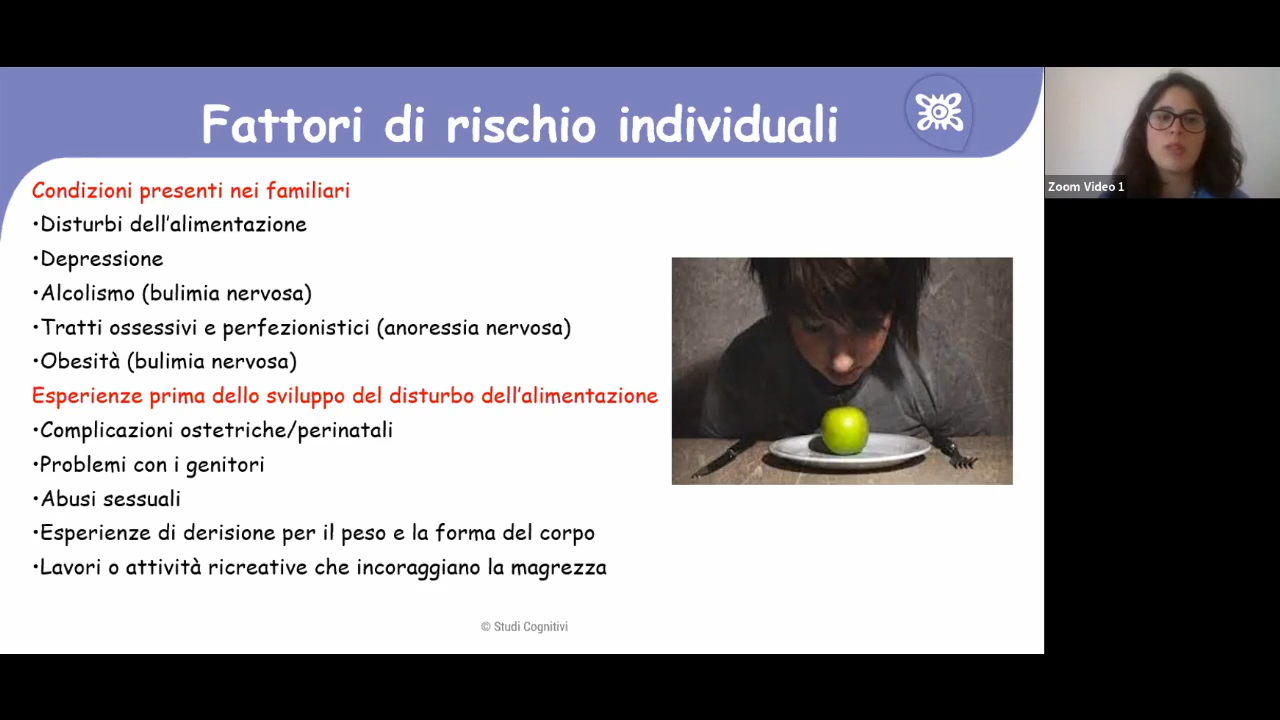 Fattori di rischio individuali
Condizioni presenti nei familiari
•Disturbi dell'alimentazione
•Depressione
•Alcolismo (bulimia nervosa)
•Tratti ossessivi e perfezionistici (anoressia nervosa)
•Obesità (bulimia nervosa)
Esperienze prima dello sviluppo del disturbo dell'alimentazione
•Complicazioni ostetriche/perinatali
•Problemi con i genitori
•Abusi sessuali
•Esperienze di derisione per il peso e la forma del corpo
•Lavori o attività ricreative che incoraggiano la magrezza
© Studi Cognitivi
Zoom Video 1